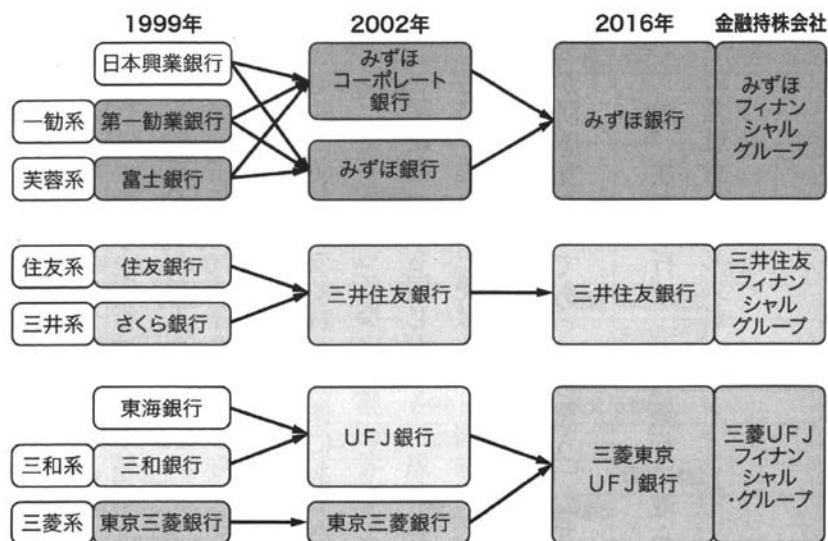 1999年
2002年
2016年
金融持株会社
日本興業銀行
一勧系
第一勧業銀行
芙蓉系
富士銀行
みずほ
コーポレート
銀行
みずほ銀行
みずほ銀行
みずほ
フィナン
シャル
グループ
住友系
住友銀行
三井系
さくら銀行
三井住友銀行
三井住友銀行
三井住友
フィナン
シャル
グループ
東海銀行
三和系
三和銀行
三菱系
東京三菱銀行
UFJ銀行
東京三菱銀行
三菱東京
UFJ銀行
三菱UFJ
フィナン
シャル
・グループ